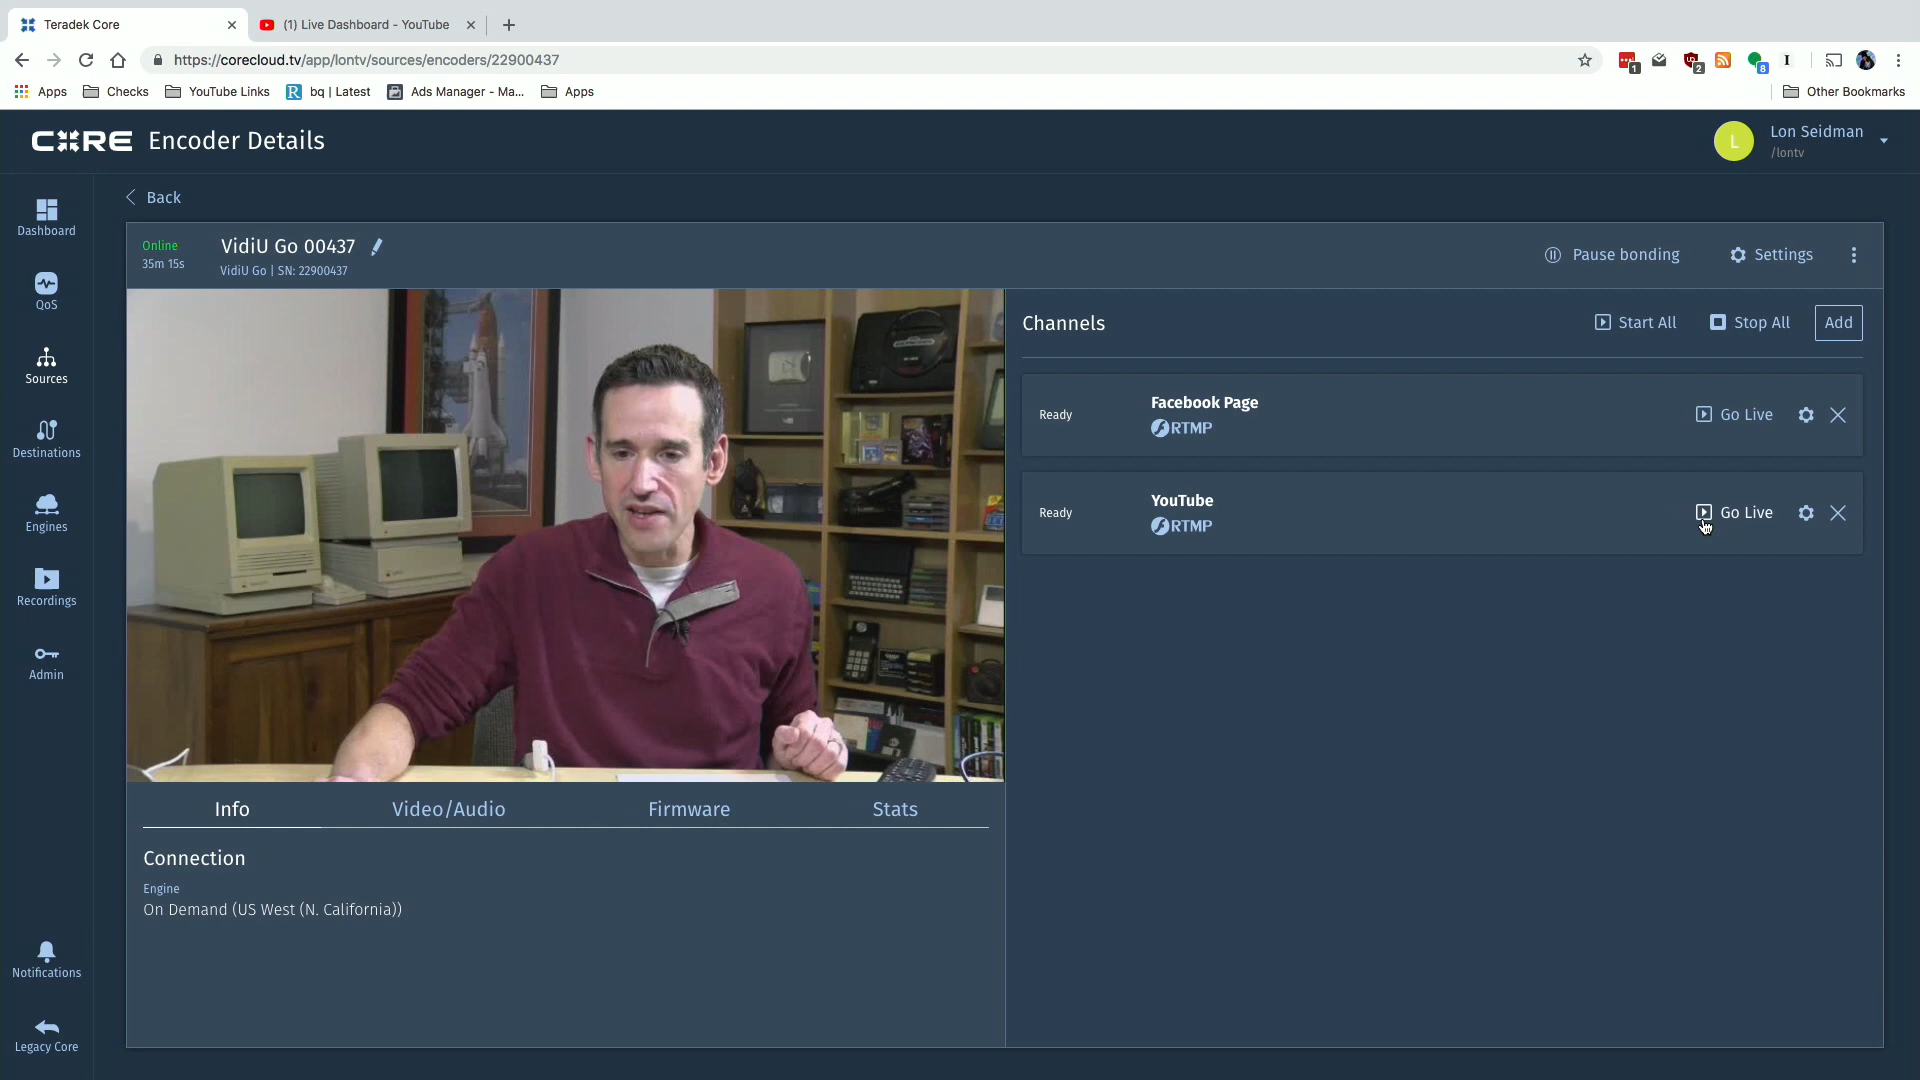 Teradek Core
(1) Live Dashboard - YouTube
https://corecloud.tv/app/lontv/sources/encoders/22900437
1
2
8
I
Apps
Checks
YouTube Links
R
bq | Latest
Ads Manager - Ma...
Apps
Other Bookmarks
CORE
Encoder Details
L
Lon Seidman
/lontv
Dashboard
QoS
Sources
Destinations
Engines
Recordings
Admin
Notifications
Legacy Core
Back
Online
35m 15s
VidiU Go 00437
VidiU Go | SN: 22900437
Pause bonding
Settings
Channels
Start All
Stop All
Add
Ready
Facebook Page
RTMP
Go Live
Ready
YouTube
RTMP
Go Live
Info
Video/Audio
Firmware
Stats
Connection
Engine
On Demand (US West (N. California))